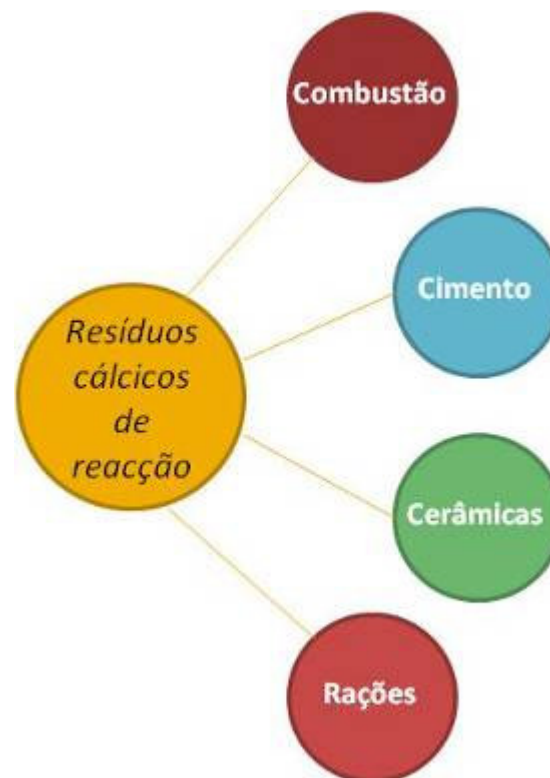 Combustão
Cimento
Resíduos
cálcicos
de
reacção
Cerâmicas
Rações